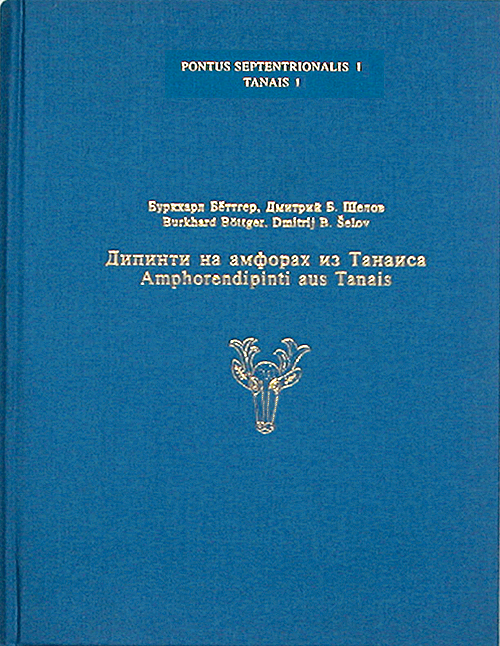 PONTUS SEPTENTRIONALIS I
TANAIS 1
Буркхард Бёттгер, Дмитрий Б. Шелов
Burkhard Böttger, Dmitrij B. Šelov
Дипинти на амфорах из Танаиса
Amphorendipinti aus Tanais